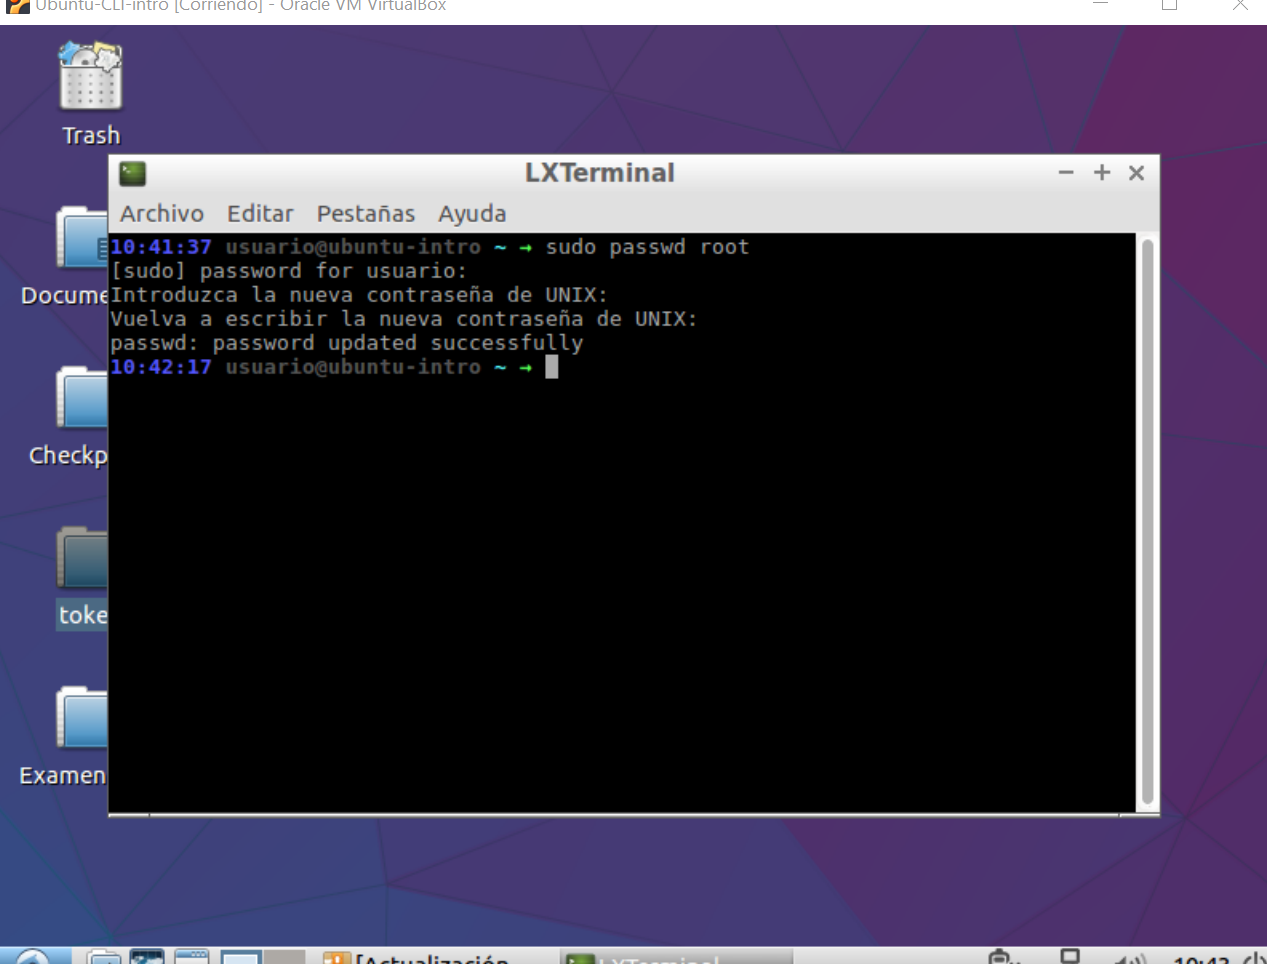 Ubuntu-CLI-intro [Corriendo] - Oracle VM VirtualBox
Trash
LXTerminal
Archivo Editar Pestañas Ayuda
10:41:37 usuario@ubuntu-intro ~ → sudo passwd root
[sudo] password for usuario:
Introduzca la nueva contraseña de UNIX:
Vuelva a escribir la nueva contraseña de UNIX:
passwd: password updated successfully
10:42:17 usuario@ubuntu-intro ~ →
Docume
Checkp
toke
Examen
[Actualización LXTerminal 10:43